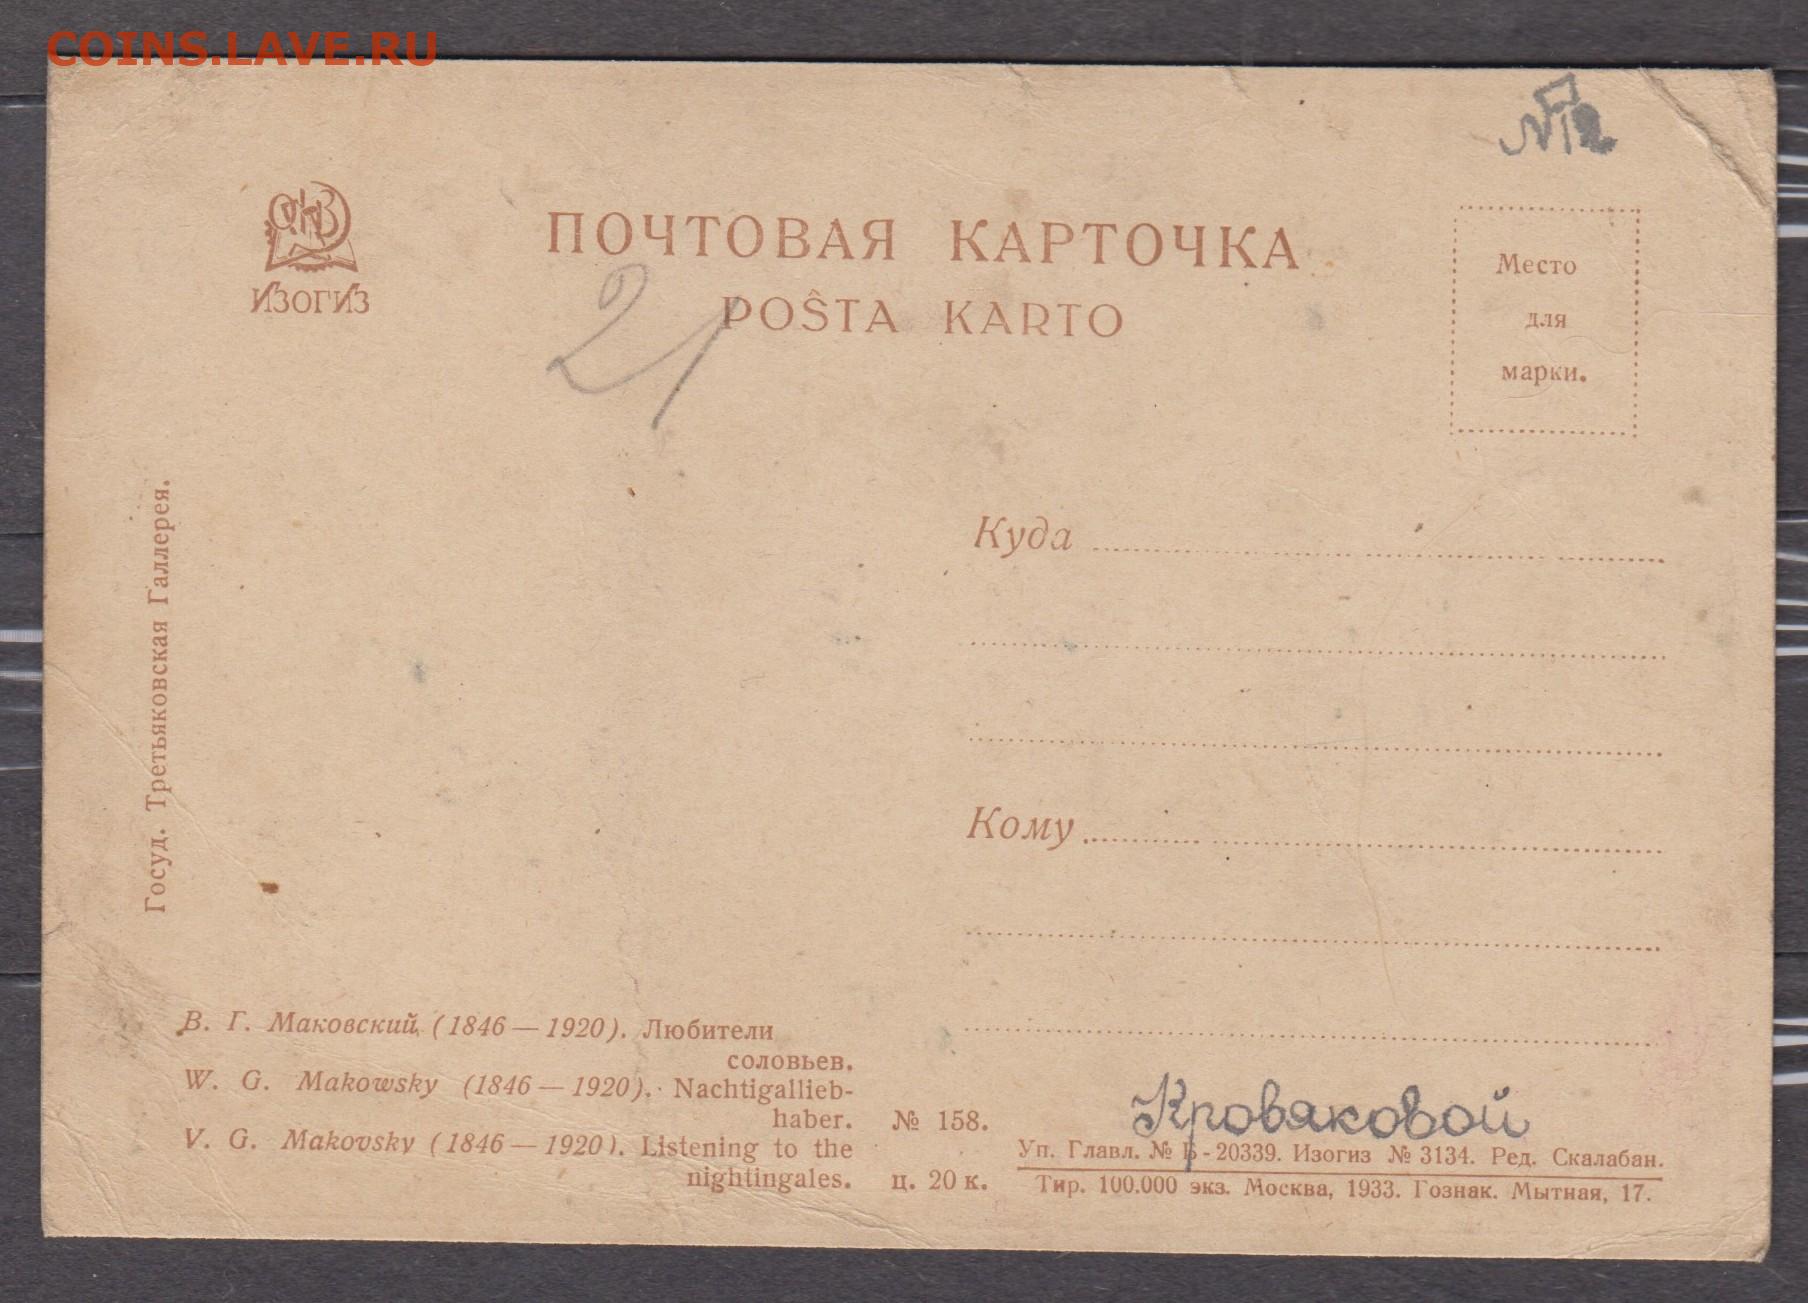 COINS.LAVE.RU
№12
ИЗОГИЗ
ПОЧТОВАЯ КАРТОЧКА
POŜTA KARTO
21
Место
для
марки.
Госуд. Третьяковская Галлерея.
Куда
Кому
В. Г. Маковский (1846—1920). Любители
соловьев.
W. G. Makowsky (1846—1920). Nachtigallieb-
haber.
V. G. Makovsky (1846—1920). Listening to the
nightingales.
№ 158.
ц. 20 к.
Кровяковой
Уп. Главл. № Б-20339. Изогиз № 3134. Ред. Скалабан.
Тир. 100.000 экз. Москва, 1933. Гознак. Мытная, 17.